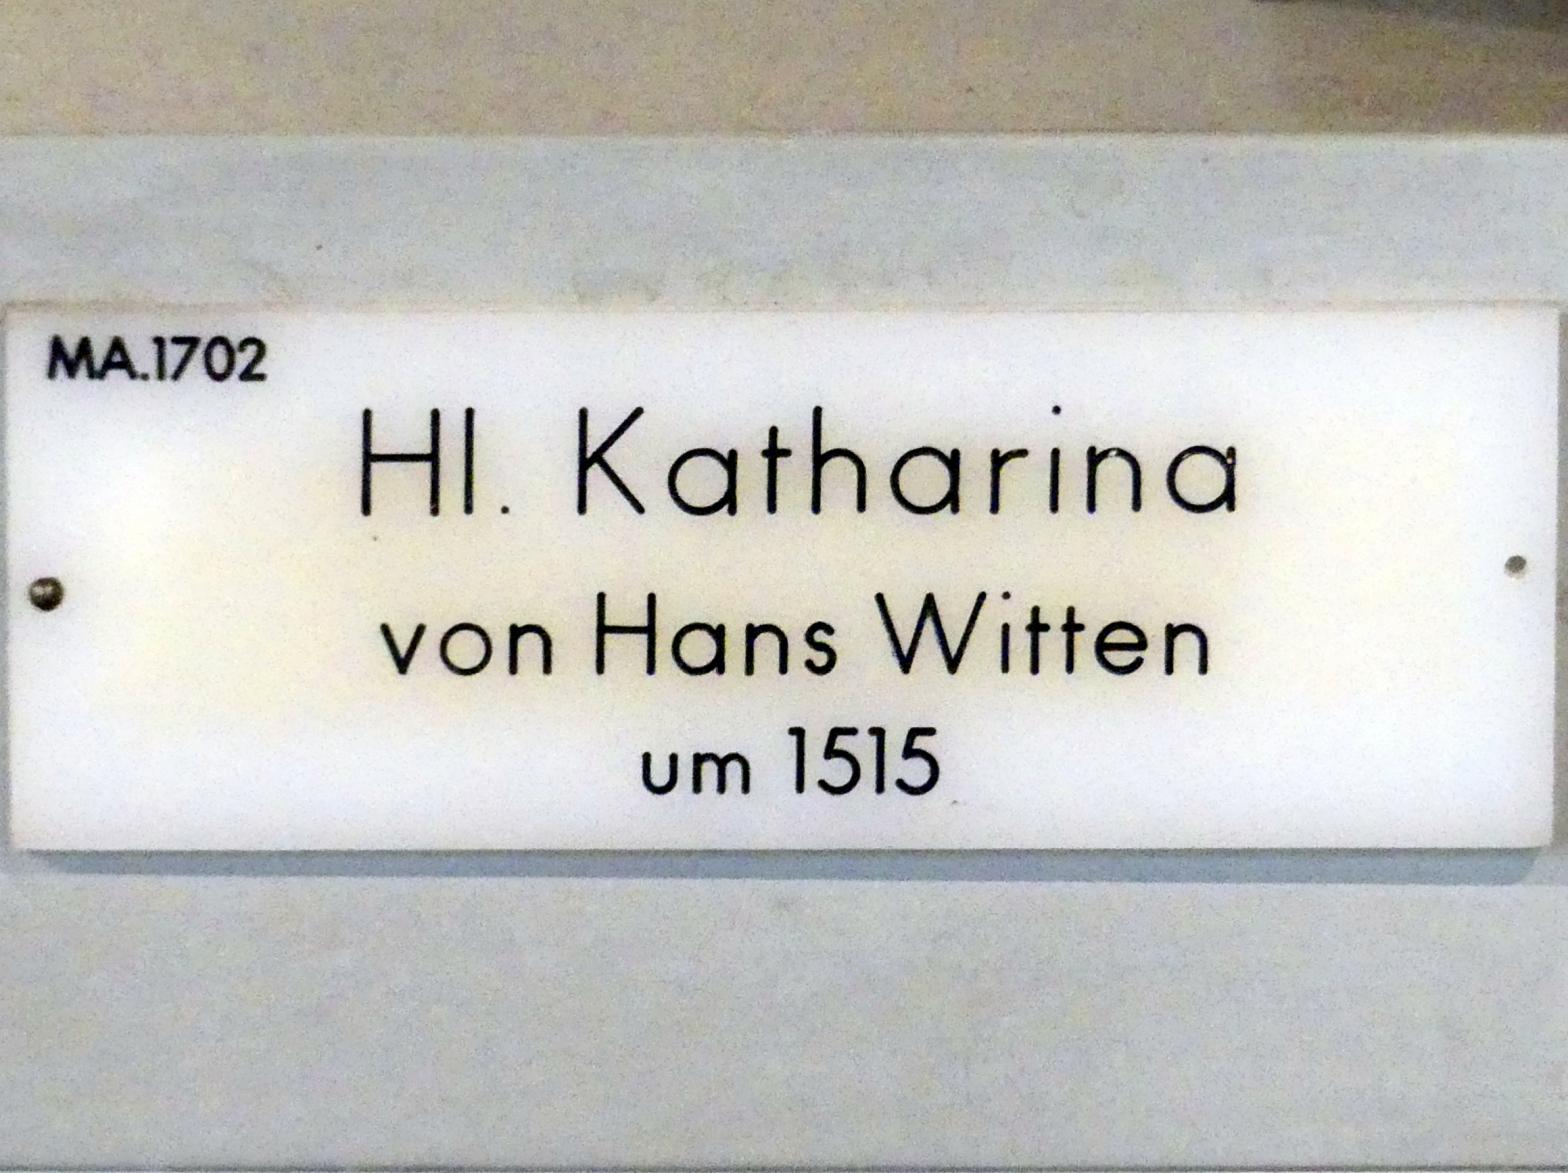 MA.1702
Hl. Katharina
von Hans Witten
um 1515